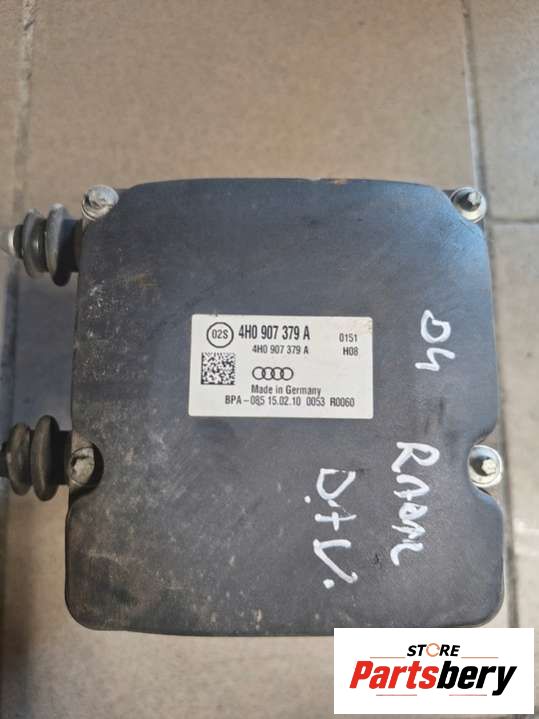 02S 4H0 907 379 A 0151
4H0 907 379 A H08
Made in Germany
BPA-085 15.02.10 0053 R0060
D4
STORE
Partsbery